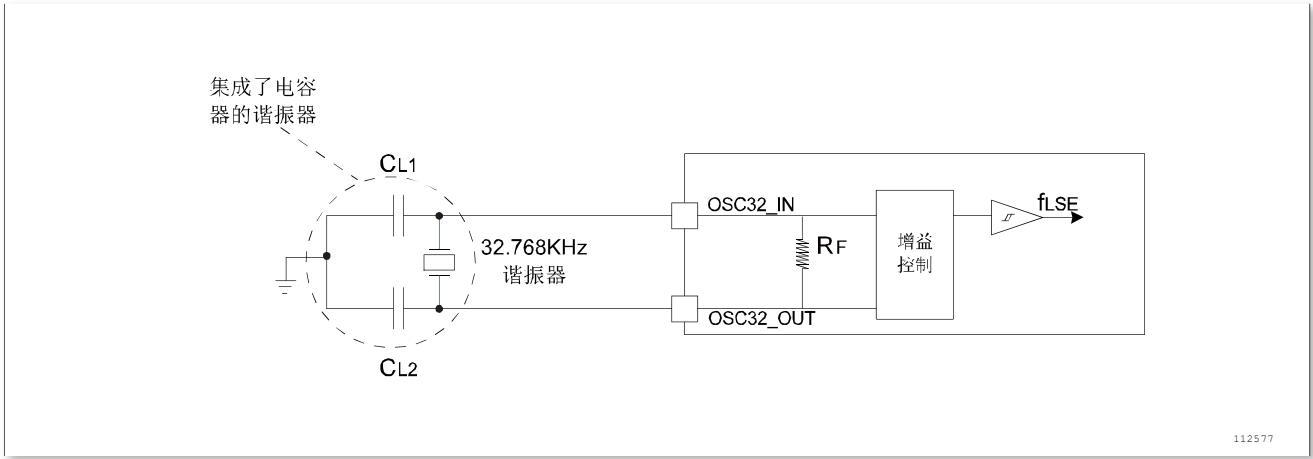 集成了电容
器的谐振器
CL1
OSC32_IN
fLSE
32.768KHz
谐振器
RF
增益
控制
OSC32_OUT
CL2
112577